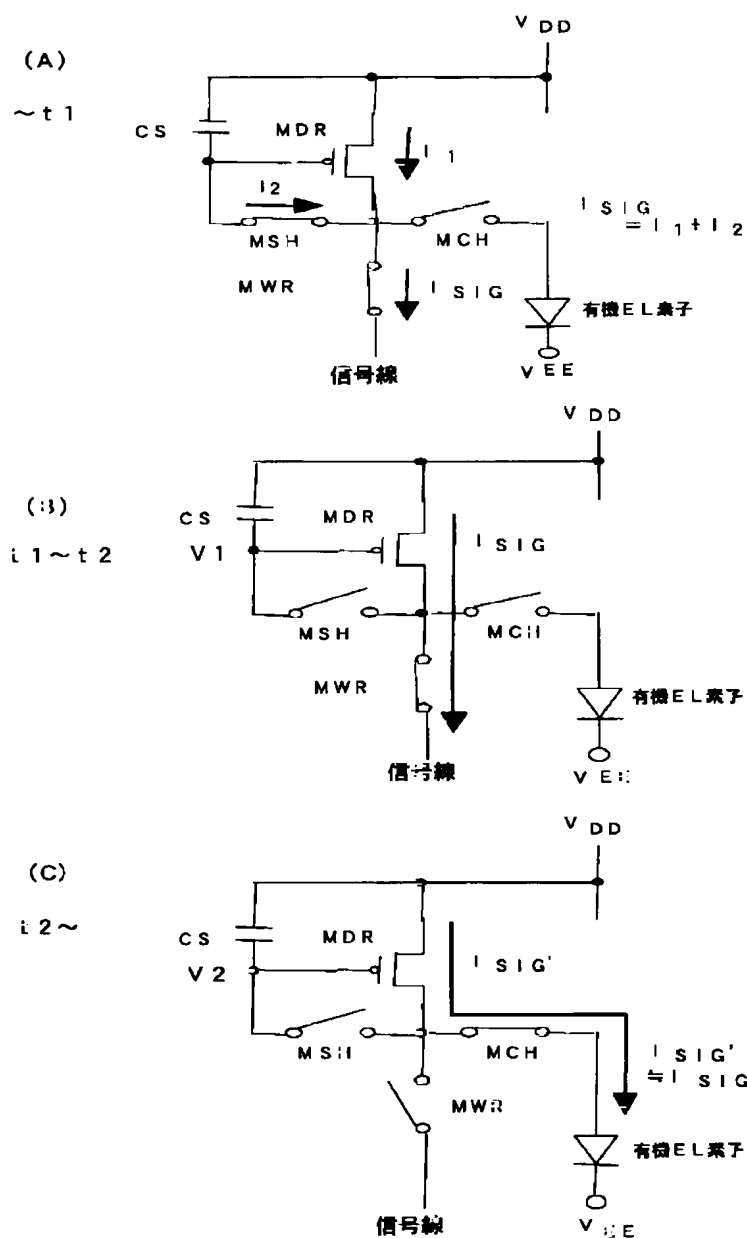 VDD
(A)
～t1
CS
MDR
I1
I2
ISIG
=I1+I2
MSH
MCH
MWR
ISIG
有機EL素子
VEE
信号線
VDD
(B)
t1～t2
CS
MDR
ISIG
V1
MSH
MCH
MWR
有機EL素子
VEE
信号線
VDD
(C)
t2～
CS
MDR
ISIG'
V2
MSH
MCH
ISIG'
≒ISIG
MWR
有機EL素子
VEE
信号線